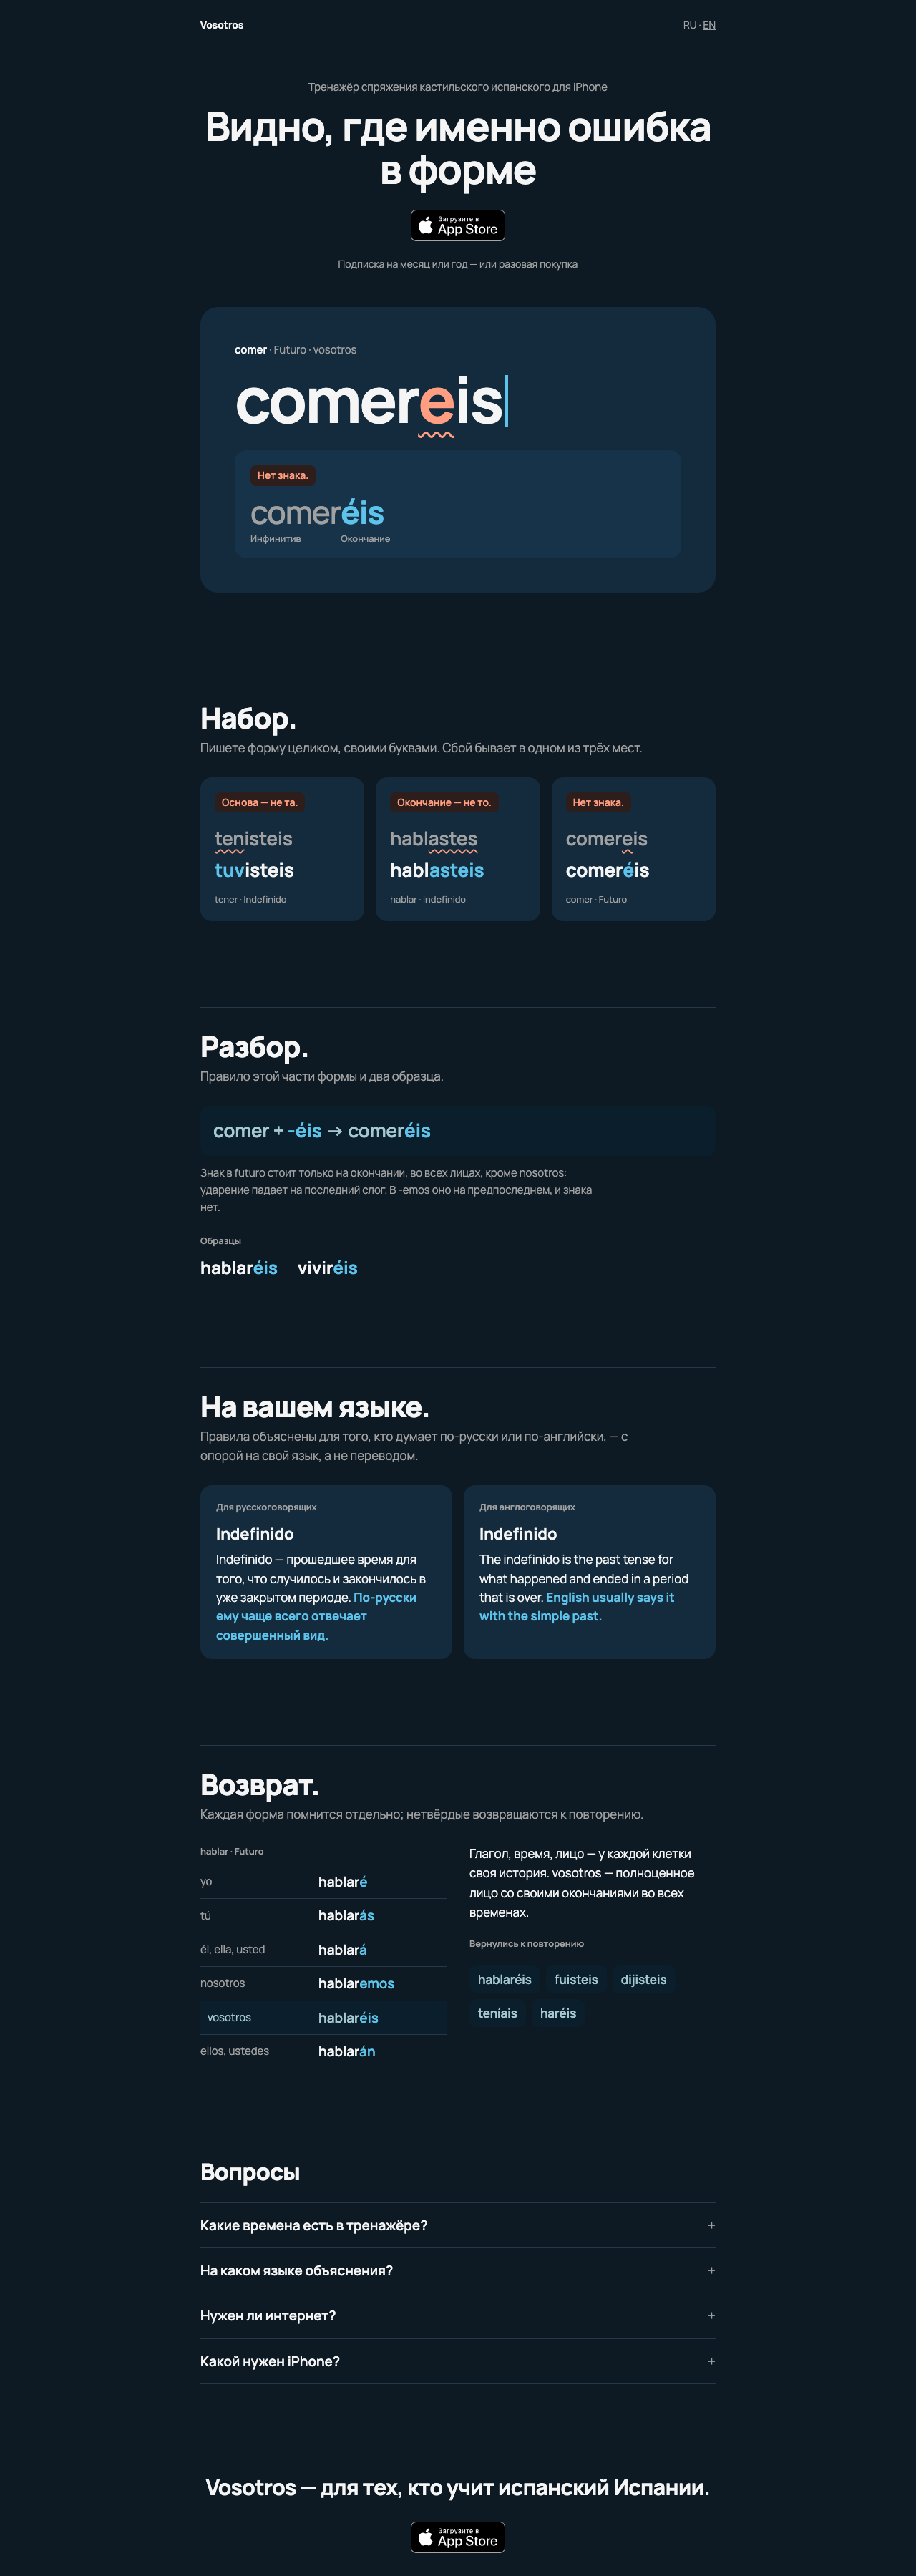 Vosotros
RU · EN
Тренажёр спряжения кастильского испанского для iPhone
Видно, где именно ошибка
в форме
Загрузите в
App Store
Подписка на месяц или год — или разовая покупка
comer · Futuro · vosotros
comereis
Нет знака.
comeréis
Инфинитив Окончание
Набор.
Пишете форму целиком, своими буквами. Сбой бывает в одном из трёх мест.
Основа — не та.
tenisteis
tuvisteis
tener · Indefinido
Окончание — не то.
hablastes
hablasteis
hablar · Indefinido
Нет знака.
comereis
comeréis
comer · Futuro
Разбор.
Правило этой части формы и два образца.
comer + -éis → comeréis
Знак в futuro стоит только на окончании, во всех лицах, кроме nosotros:
ударение падает на последний слог. В -emos оно на предпоследнем, и знака
нет.
Образцы
hablaréis viviréis
На вашем языке.
Правила объяснены для того, кто думает по-русски или по-английски, — с
опорой на свой язык, а не переводом.
Для русскоговорящих
Indefinido
Indefinido — прошедшее время для
того, что случилось и закончилось в
уже закрытом периоде. По-русски
ему чаще всего отвечает
совершенный вид.
Для англоговорящих
Indefinido
The indefinido is the past tense for
what happened and ended in a period
that is over. English usually says it
with the simple past.
Возврат.
Каждая форма помнится отдельно; нетвёрдые возвращаются к повторению.
hablar · Futuro
yo hablaré
tú hablarás
él, ella, usted hablará
nosotros hablaremos
vosotros hablaréis
ellos, ustedes hablarán
Глагол, время, лицо — у каждой клетки
своя история. vosotros — полноценное
лицо со своими окончаниями во всех
временах.
Вернулись к повторению
hablaréis fuisteis dijisteis
teníais haréis
Вопросы
Какие времена есть в тренажёре? +
На каком языке объяснения? +
Нужен ли интернет? +
Какой нужен iPhone? +
Vosotros — для тех, кто учит испанский Испании.
Загрузите в
App Store